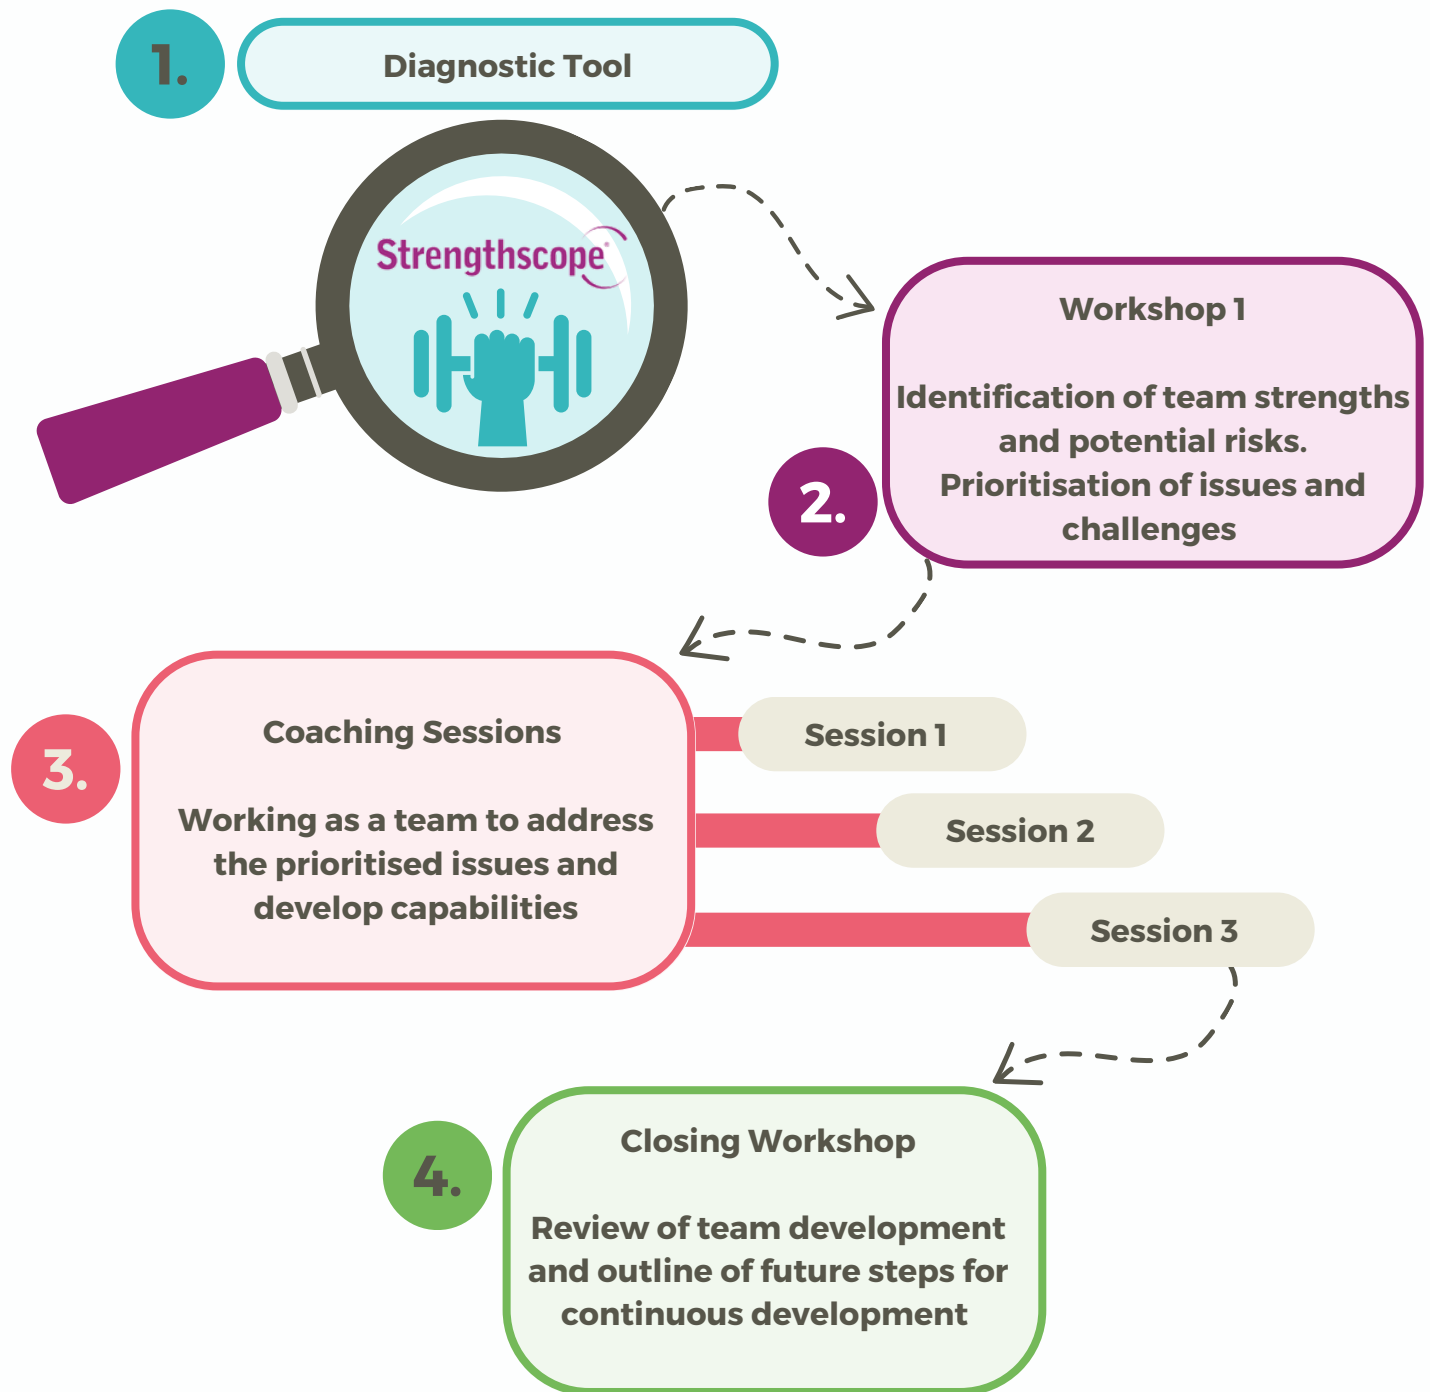 1.
Diagnostic Tool
Strengthscope®
Workshop 1
Identification of team strengths
and potential risks.
Prioritisation of issues and
challenges
2.
3.
Coaching Sessions
Working as a team to address
the prioritised issues and
develop capabilities
Session 1
Session 2
Session 3
4.
Closing Workshop
Review of team development
and outline of future steps for
continuous development